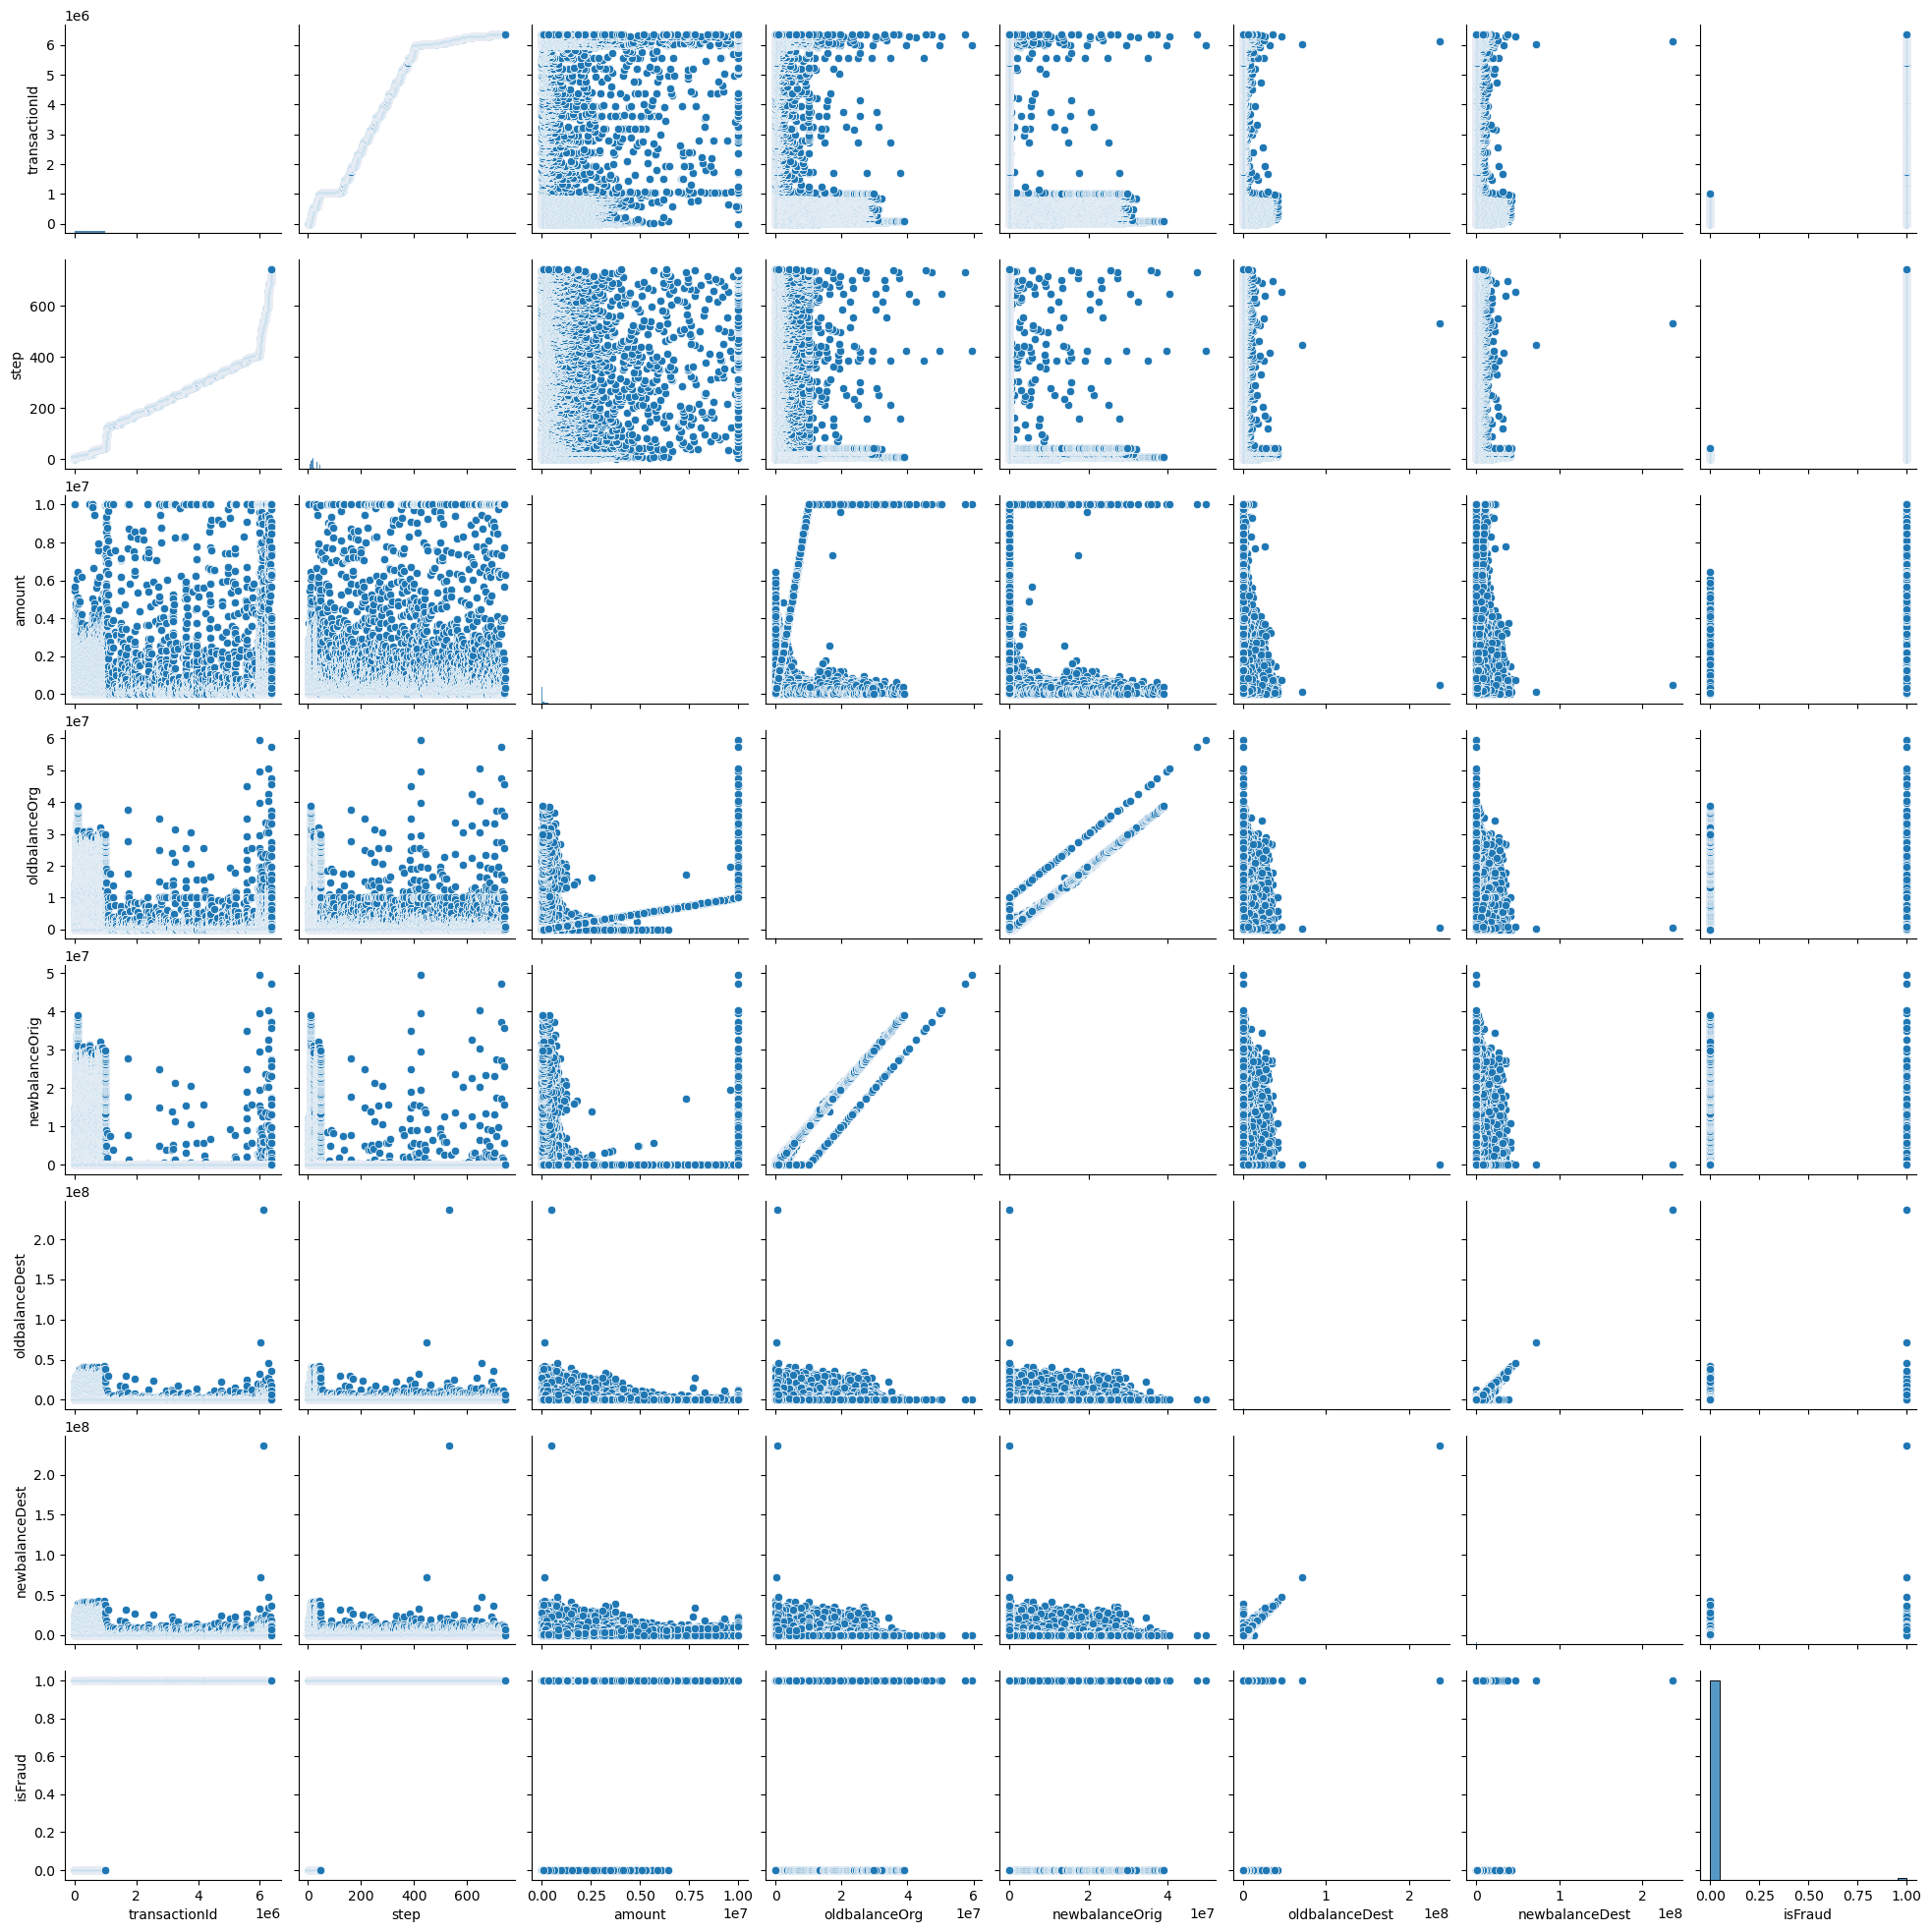 1e6
transactionId
6
5
4
3
2
1
0
step
600
400
200
0
1e7
amount
1.0
0.8
0.6
0.4
0.2
0.0
1e7
oldbalanceOrg
6
5
4
3
2
1
0
1e7
newbalanceOrig
5
4
3
2
1
0
1e8
oldbalanceDest
2.0
1.5
1.0
0.5
0.0
1e8
newbalanceDest
2.0
1.5
1.0
0.5
0.0
isFraud
1.0
0.8
0.6
0.4
0.2
0.0
0 2 4 6
transactionId 1e6
0 200 400 600
step
0.00 0.25 0.50 0.75 1.00
amount 1e7
0 2 4 6
oldbalanceOrg 1e7
0 2 4
newbalanceOrig 1e7
0 1 2
oldbalanceDest 1e8
0 1 2
newbalanceDest 1e8
0.00 0.25 0.50 0.75 1.00
isFraud